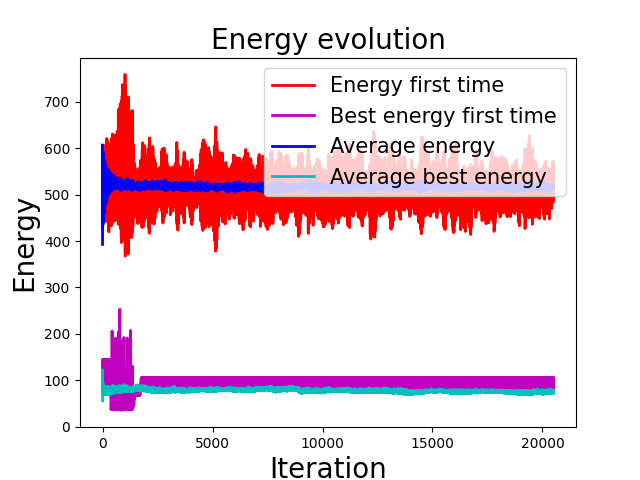 Energy evolution
Energy first time
Best energy first time
Average energy
Average best energy
Energy
700
600
500
400
300
200
100
0
0 5000 10000 15000 20000
Iteration